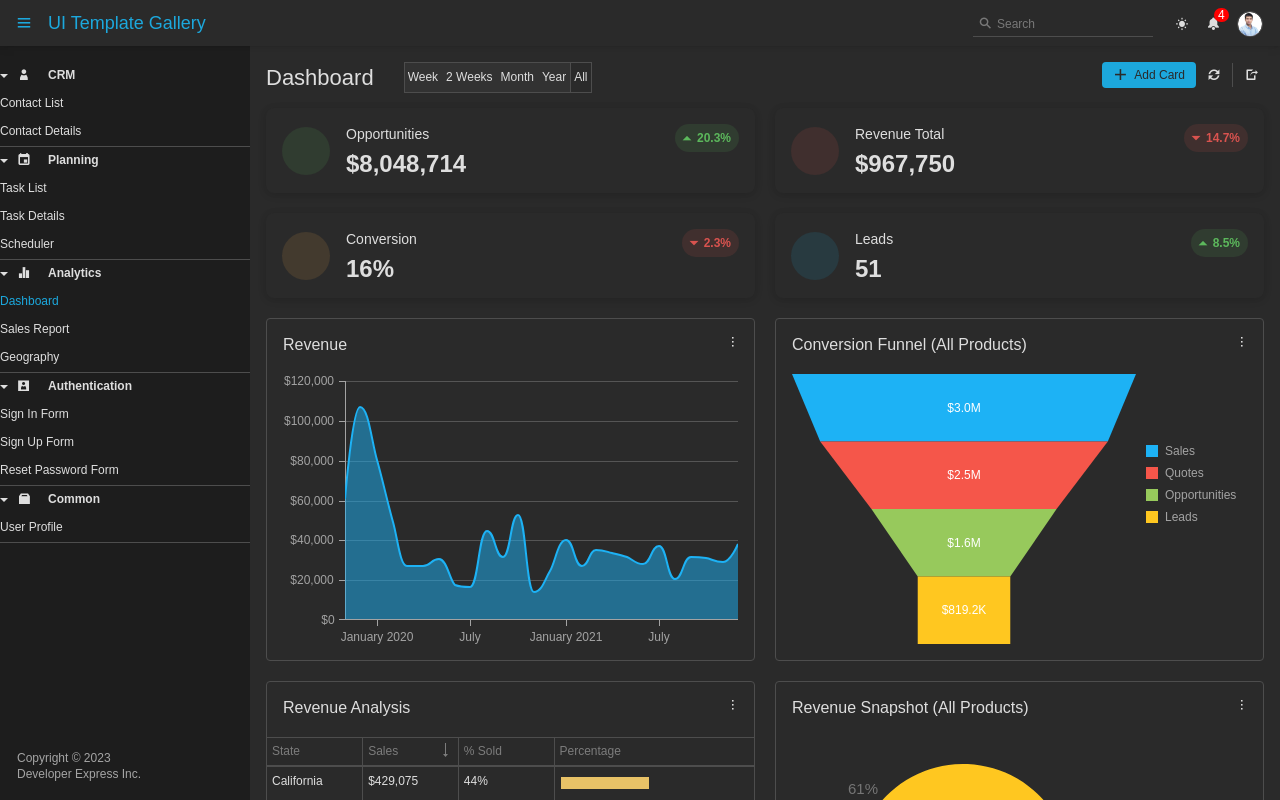 UI Template Gallery
Search
4
CRM
Contact List
Contact Details
Planning
Task List
Task Details
Scheduler
Analytics
Dashboard
Sales Report
Geography
Authentication
Sign In Form
Sign Up Form
Reset Password Form
Common
User Profile
Copyright © 2023
Developer Express Inc.
Dashboard
Week 2 Weeks Month Year All
Add Card
Opportunities
$8,048,714
20.3%
Revenue Total
$967,750
14.7%
Conversion
16%
2.3%
Leads
51
8.5%
Revenue
$120,000
$100,000
$80,000
$60,000
$40,000
$20,000
$0
January 2020 July January 2021 July
Conversion Funnel (All Products)
$3.0M
$2.5M
$1.6M
$819.2K
Sales
Quotes
Opportunities
Leads
Revenue Analysis
State Sales % Sold Percentage
California $429,075 44%
Revenue Snapshot (All Products)
61%